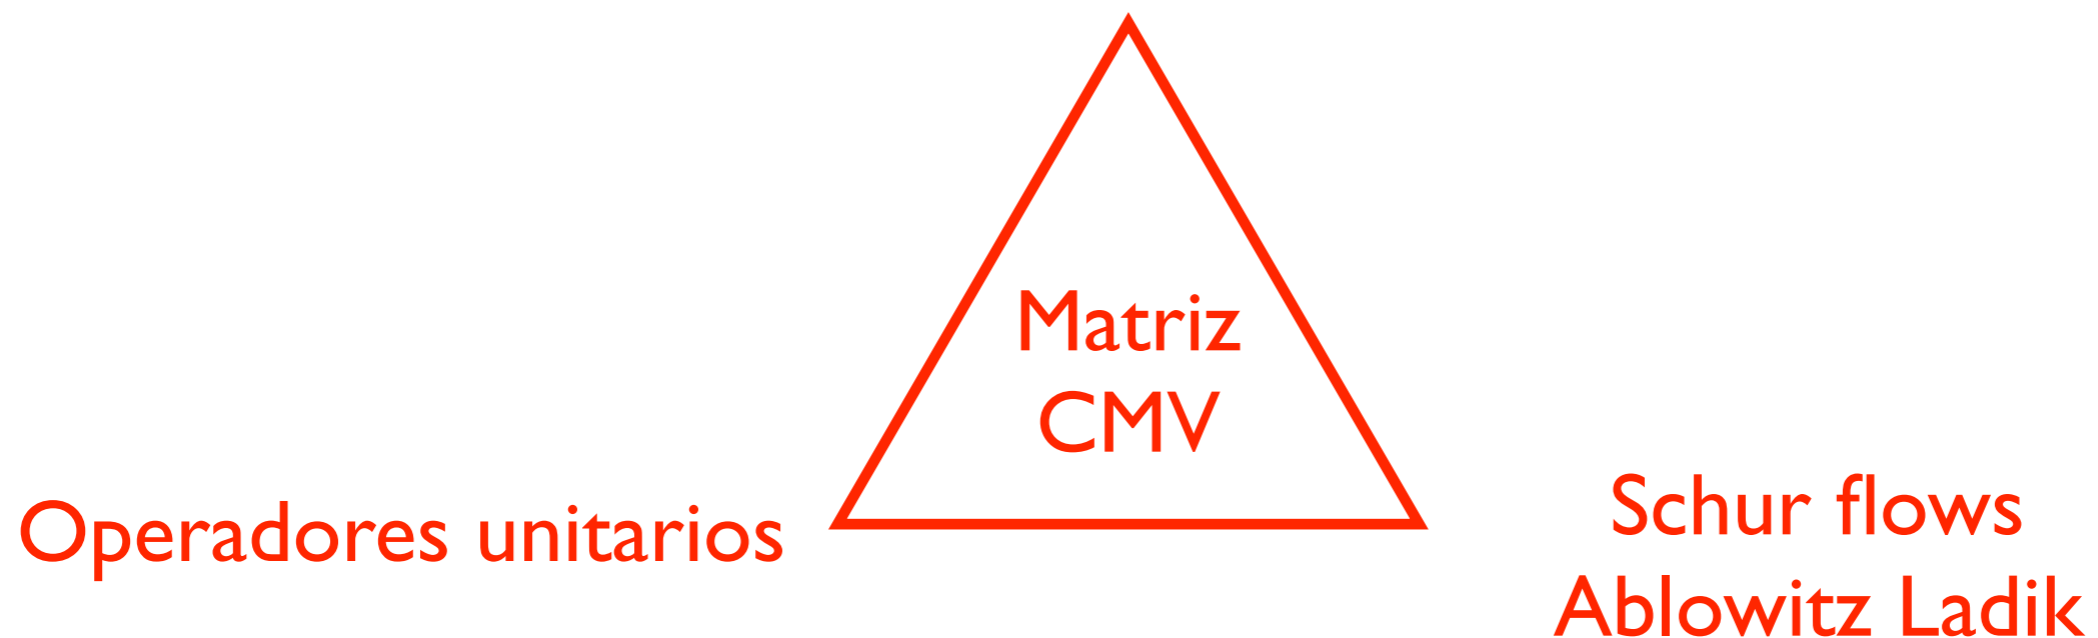 Matriz
CMV
Operadores unitarios
Schur flows
Ablowitz Ladik